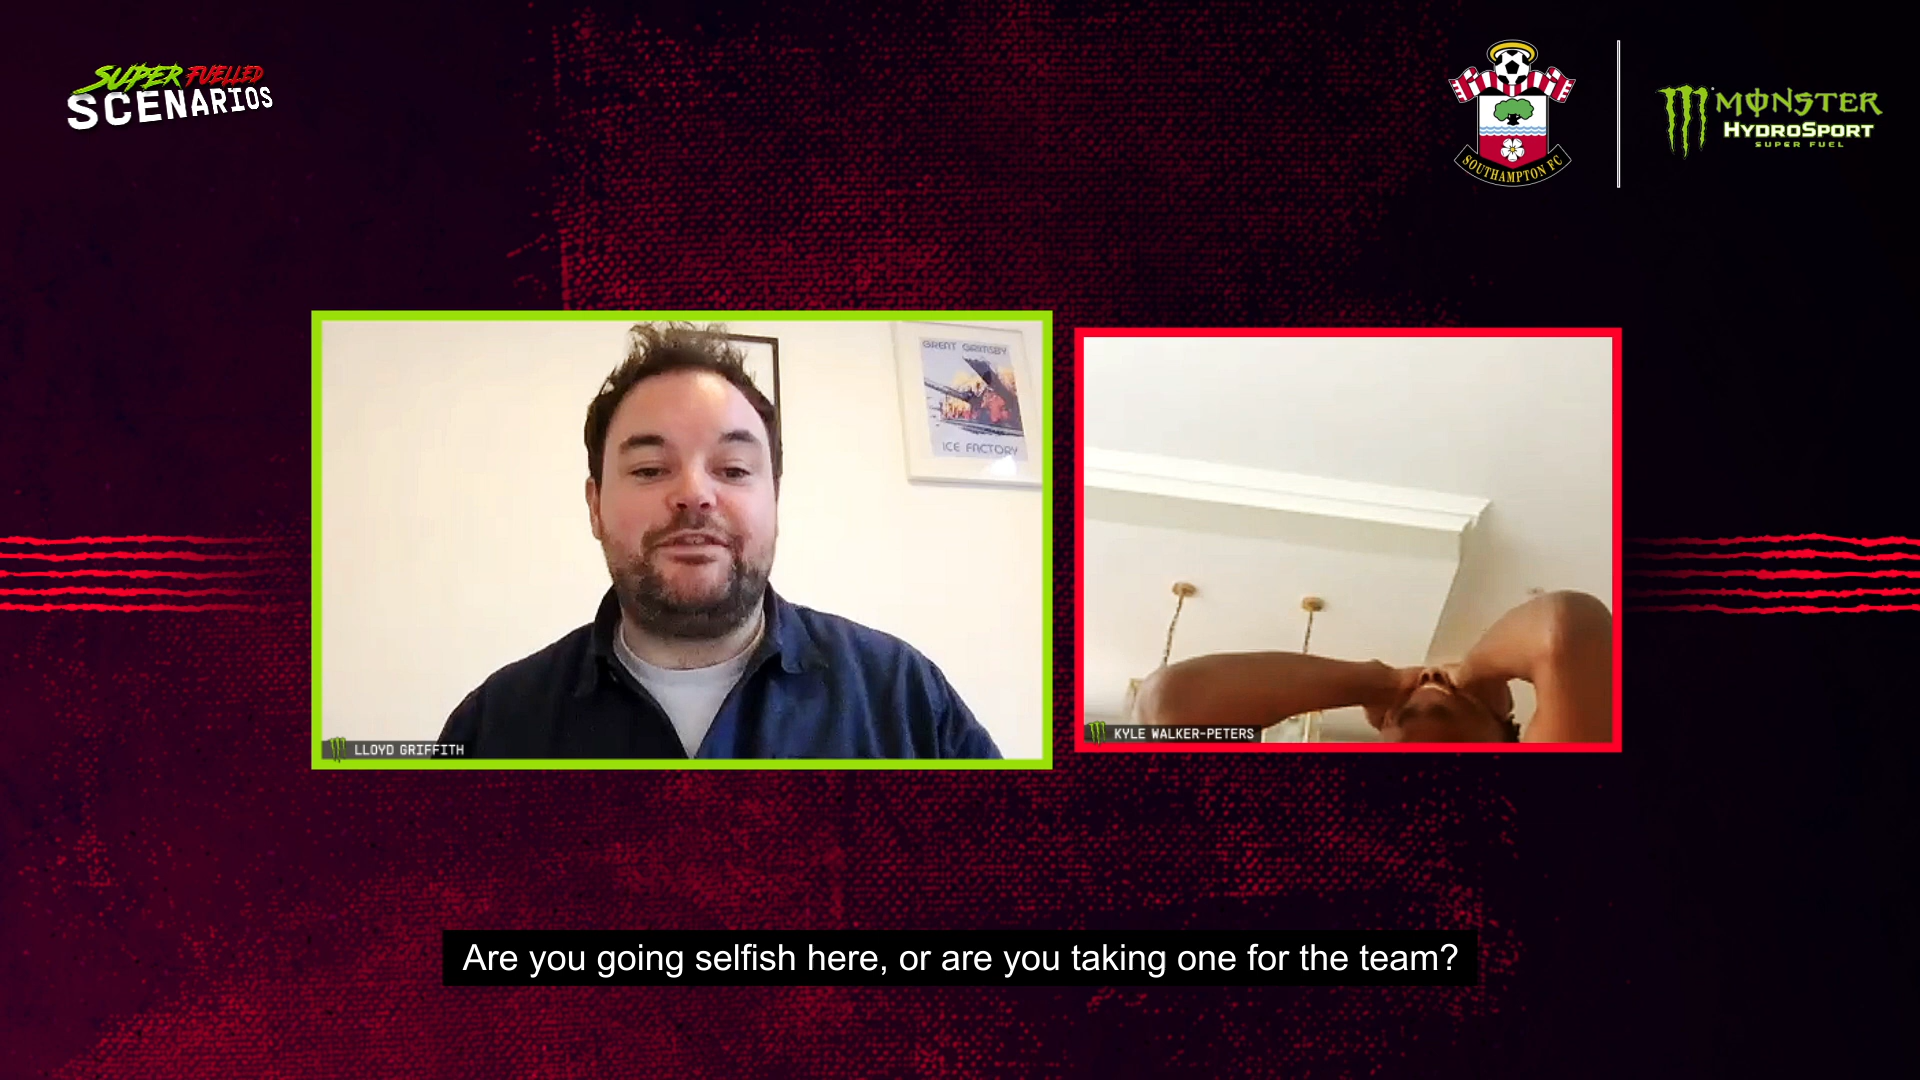 SUPER FUELLED
SCENARIOS
SOUTHAMPTON FC
MONSTER
HYDROSPORT
SUPER FUEL
GREAT GRIMSBY
ICE FACTORY
LLOYD GRIFFITH
KYLE WALKER-PETERS
Are you going selfish here, or are you taking one for the team?